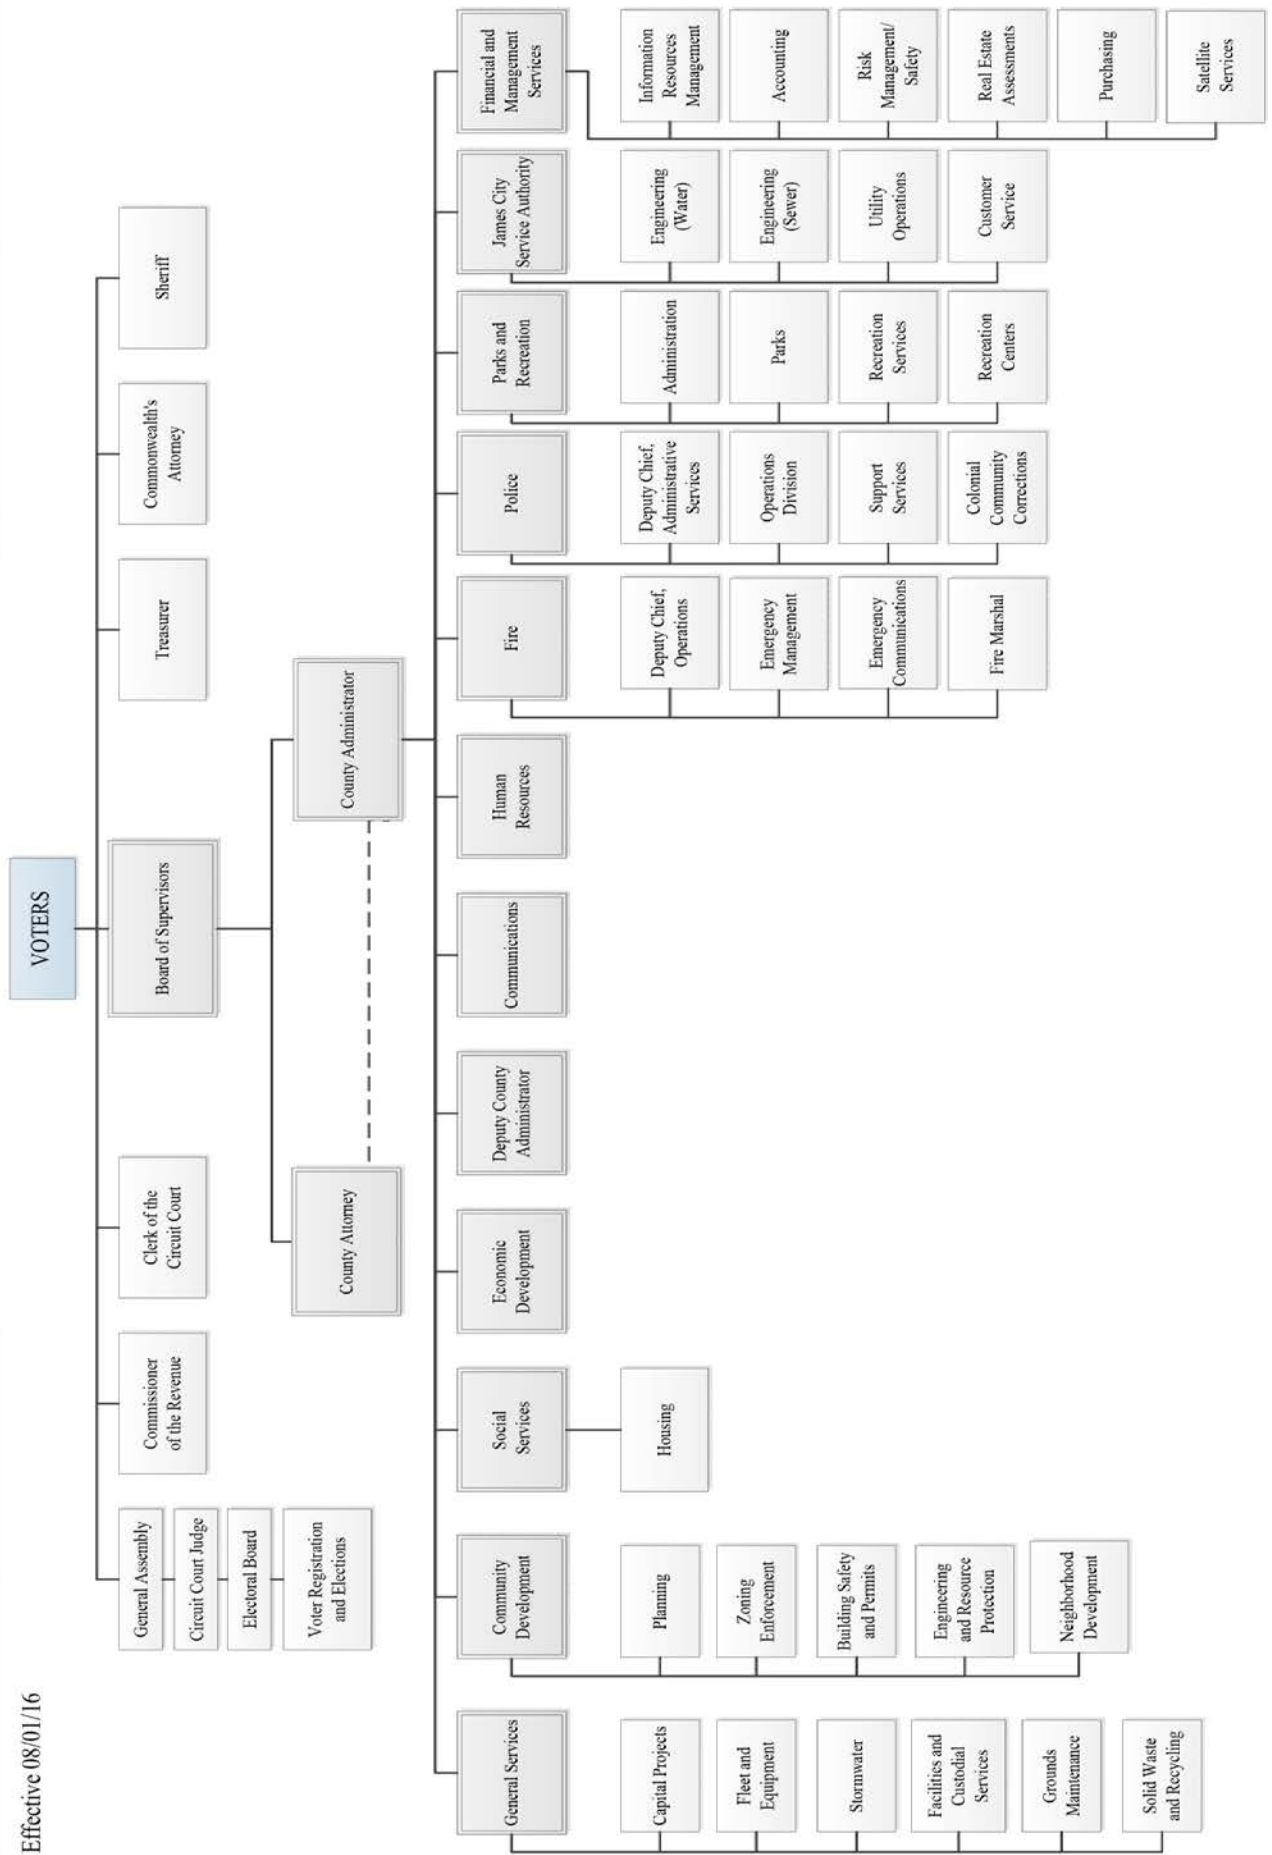 Effective 08/01/16
VOTERS
General Assembly
Circuit Court Judge
Electoral Board
Voter Registration
and Elections
Commissioner
of the Revenue
Clerk of the
Circuit Court
Board of Supervisors
Treasurer
Commonwealth's
Attorney
Sheriff
County Attorney
County Administrator
General Services
Capital Projects
Fleet and
Equipment
Stormwater
Facilities and
Custodial
Services
Grounds
Maintenance
Solid Waste
and Recycling
Community
Development
Planning
Zoning
Enforcement
Building Safety
and Permits
Engineering
and Resource
Protection
Neighborhood
Development
Social
Services
Housing
Economic
Development
Deputy County
Administrator
Communications
Human
Resources
Fire
Deputy Chief,
Operations
Emergency
Management
Emergency
Communications
Fire Marshal
Police
Deputy Chief,
Administrative
Services
Operations
Division
Support
Services
Colonial
Community
Corrections
Parks and
Recreation
Administration
Parks
Recreation
Services
Recreation
Centers
James City
Service Authority
Engineering
(Water)
Engineering
(Sewer)
Utility
Operations
Customer
Service
Financial and
Management
Services
Information
Resources
Management
Accounting
Risk
Management/
Safety
Real Estate
Assessments
Purchasing
Satellite
Services